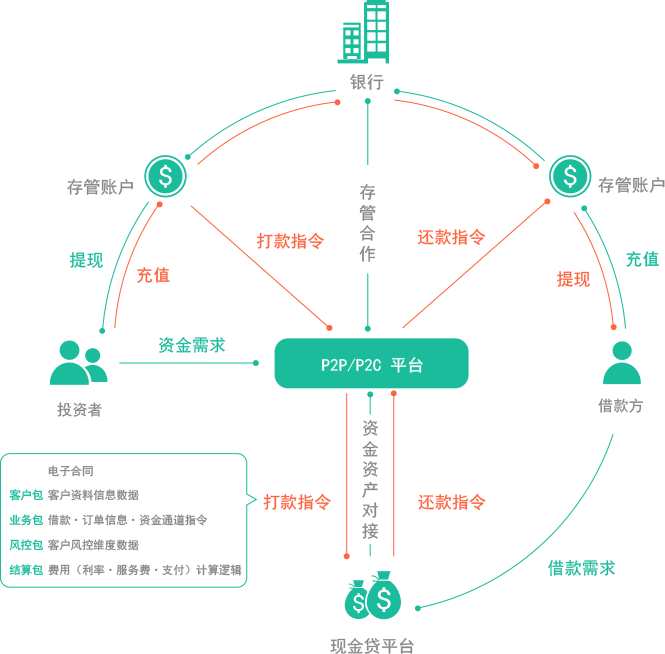 银行
存管账户
存管账户
存管合作
打款指令
还款指令
提现
充值
提现
充值
资金需求
P2P/P2C 平台
投资者
借款方
资金资产对接
电子合同
客户包 客户资料信息数据
业务包 借款·订单信息·资金通道指令
风控包 客户风控维度数据
结算包 费用（利率·服务费·支付）计算逻辑
打款指令
还款指令
借款需求
现金贷平台